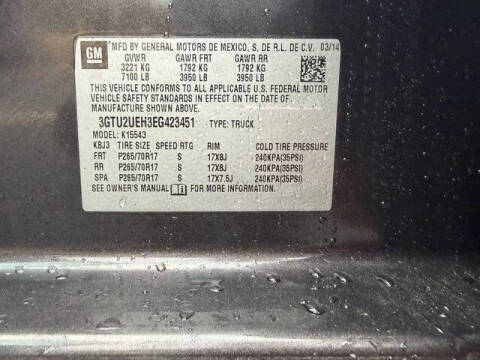 GM
MFD BY GENERAL MOTORS DE MEXICO, S. DE R.L. DE C.V. 03/14
GVWR GAWR FRT GAWR RR
3221 KG 1792 KG 1792 KG
7100 LB 3950 LB 3950 LB
THIS VEHICLE CONFORMS TO ALL APPLICABLE U.S. FEDERAL MOTOR
VEHICLE SAFETY STANDARDS IN EFFECT ON THE DATE OF
MANUFACTURE SHOWN ABOVE.
3GTU2UEH3EG423451 TYPE: TRUCK
MODEL: K15543
KBJ3 TIRE SIZE SPEED RTG RIM COLD TIRE PRESSURE
FRT P265/70R17 S 17X8J 240KPA(35PSI)
RR P265/70R17 S 17X8J 240KPA(35PSI)
SPA P265/70R17 S 17X7.5J 240KPA(35PSI)
SEE OWNER'S MANUAL FOR MORE INFORMATION.